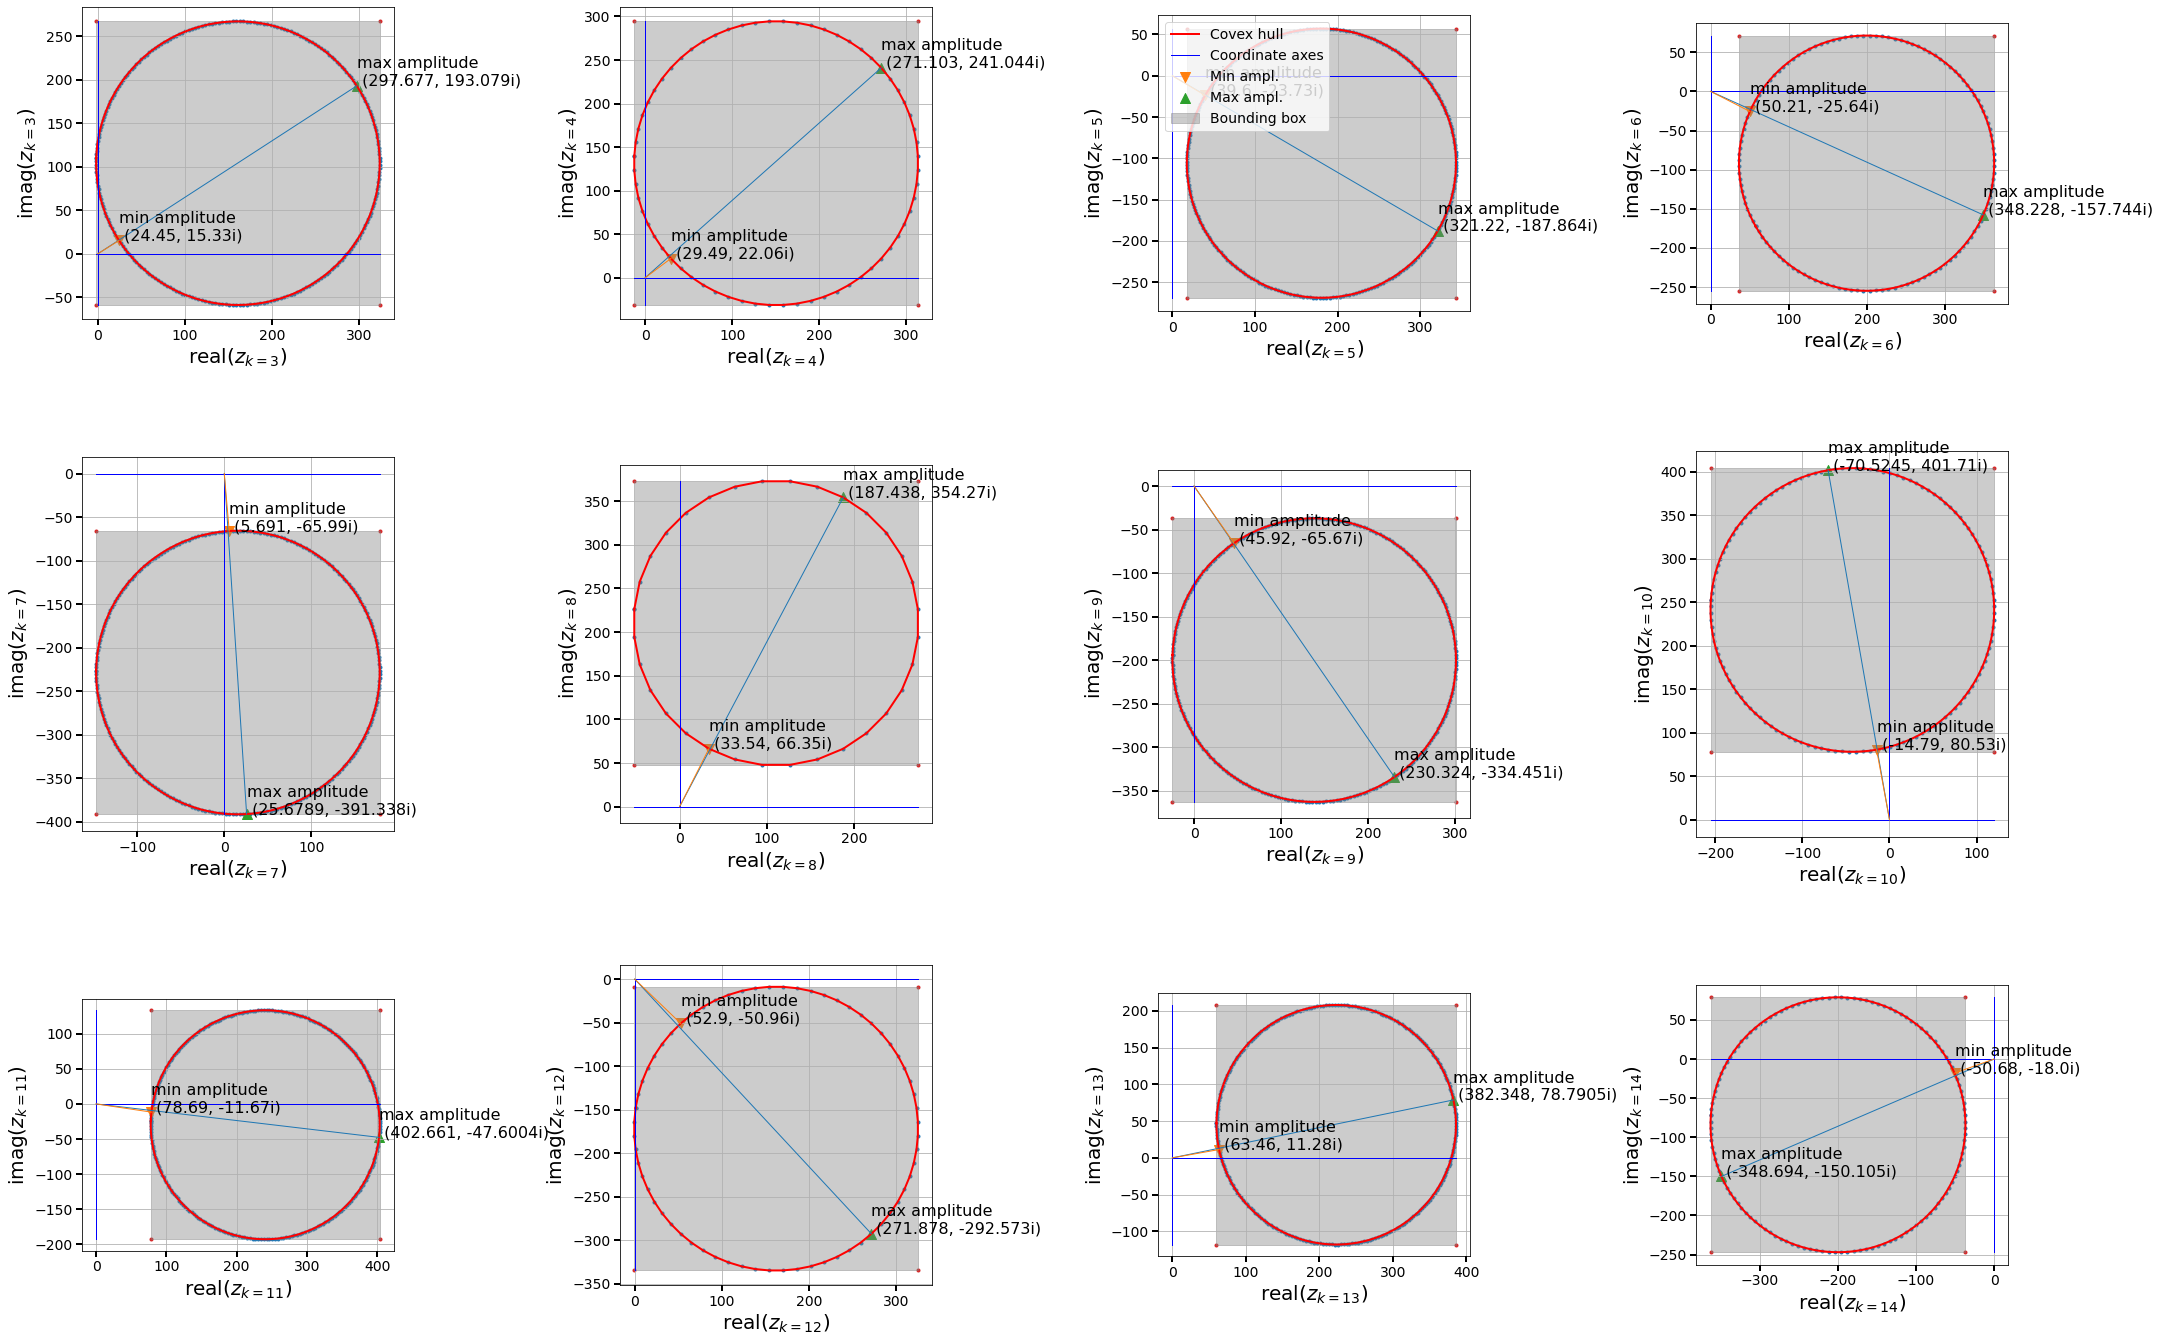 250
200
150
100
50
0
−50
0
100
200
300
imag(z_{k=3})
real(z_{k=3})
max amplitude
(297.677, 193.079i)
min amplitude
(24.45, 15.33i)
300
250
200
150
100
50
0
0
100
200
300
imag(z_{k=4})
real(z_{k=4})
max amplitude
(271.103, 241.044i)
min amplitude
(29.49, 22.06i)
50
0
−50
−100
−150
−200
−250
0
100
200
300
imag(z_{k=5})
real(z_{k=5})
Covex hull
Coordinate axes
Min ampl.
Max ampl.
Bounding box
min amplitude
(39.6, -23.73i)
max amplitude
(321.22, -187.864i)
50
0
−50
−100
−150
−200
−250
0
100
200
300
imag(z_{k=6})
real(z_{k=6})
min amplitude
(50.21, -25.64i)
max amplitude
(348.228, -157.744i)
0
−50
−100
−150
−200
−250
−300
−350
−400
−100
0
100
imag(z_{k=7})
real(z_{k=7})
min amplitude
(5.691, -65.99i)
max amplitude
(25.6789, -391.338i)
350
300
250
200
150
100
50
0
0
100
200
imag(z_{k=8})
real(z_{k=8})
max amplitude
(187.438, 354.27i)
min amplitude
(33.54, 66.35i)
0
−50
−100
−150
−200
−250
−300
−350
0
100
200
300
imag(z_{k=9})
real(z_{k=9})
min amplitude
(45.92, -65.67i)
max amplitude
(230.324, -334.451i)
400
350
300
250
200
150
100
50
0
−200
−100
0
100
imag(z_{k=10})
real(z_{k=10})
max amplitude
(-70.5245, 401.71i)
min amplitude
(-14.79, 80.53i)
100
50
0
−50
−100
−150
−200
0
100
200
300
400
imag(z_{k=11})
real(z_{k=11})
min amplitude
(78.69, -11.67i)
max amplitude
(402.661, -47.6004i)
0
−50
−100
−150
−200
−250
−300
−350
0
100
200
300
imag(z_{k=12})
real(z_{k=12})
min amplitude
(52.9, -50.96i)
max amplitude
(271.878, -292.573i)
200
150
100
50
0
−50
−100
0
100
200
300
400
imag(z_{k=13})
real(z_{k=13})
max amplitude
(382.348, 78.7905i)
min amplitude
(63.46, 11.28i)
50
0
−50
−100
−150
−200
−250
−300
−200
−100
0
imag(z_{k=14})
real(z_{k=14})
min amplitude
(-50.68, -18.0i)
max amplitude
(-348.694, -150.105i)